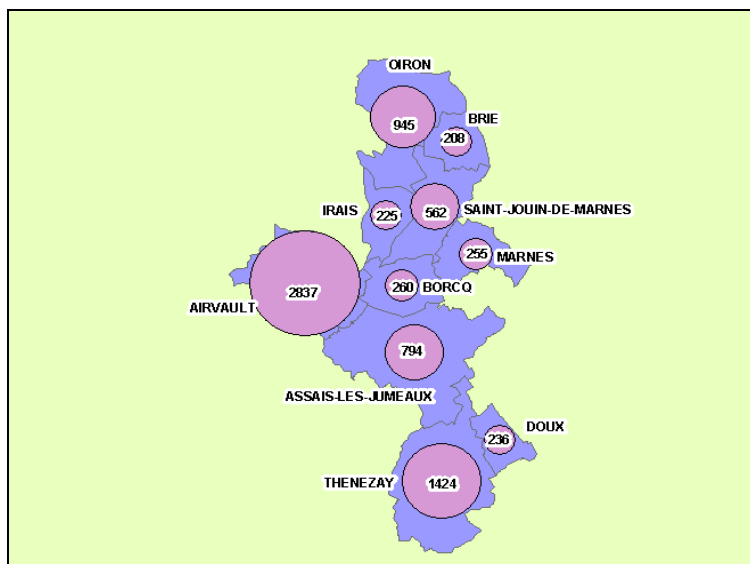 OIRON
945
BRIE
208
IRAIS
225
562
SAINT-JOUIN-DE-MARNES
255
MARNES
2837
AIRVAULT
260
BORCQ
794
ASSAIS-LES-JUMEAUX
DOUX
236
THENEZAY
1424